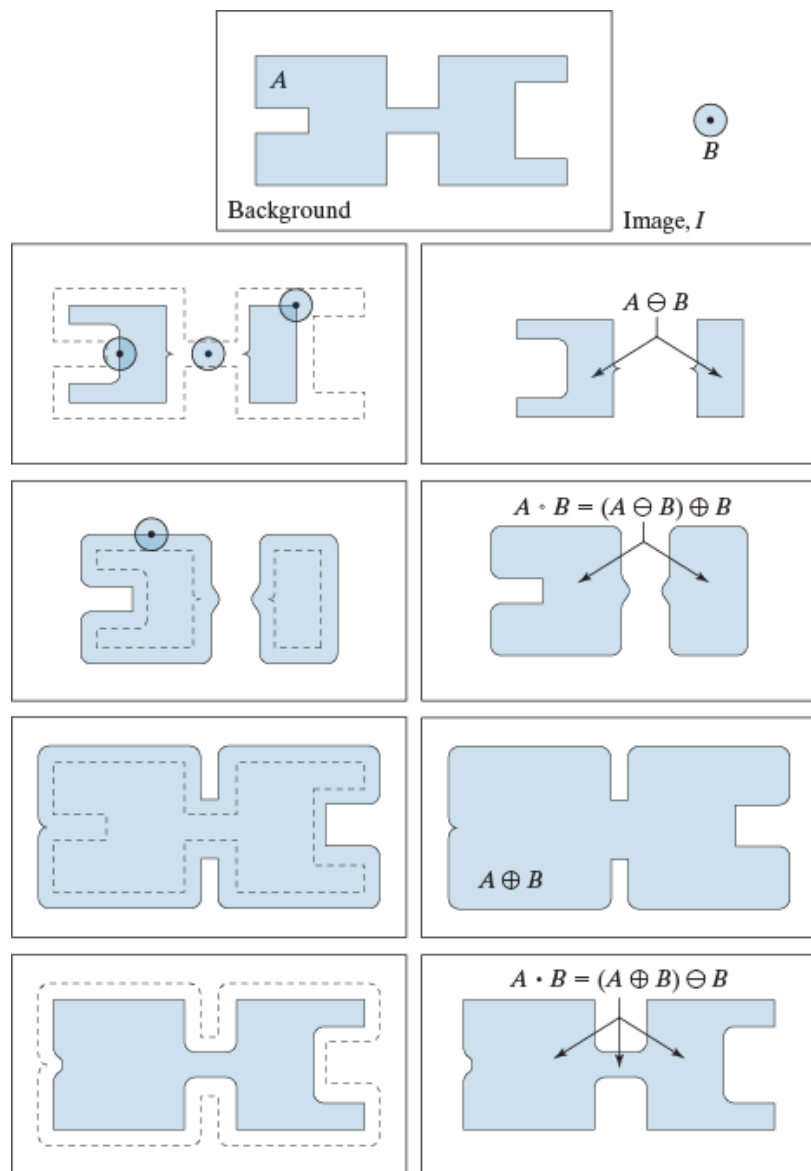 A
B
Background
Image, I
A ⊖ B
A ∘ B = (A ⊖ B) ⊕ B
A ⊕ B
A • B = (A ⊕ B) ⊖ B